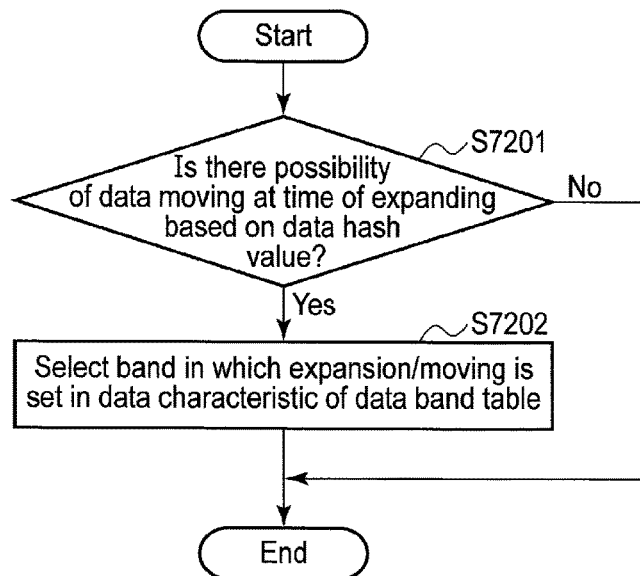 Start
S7201
Is there possibility
of data moving at time of expanding
based on data hash
value?
No
Yes
S7202
Select band in which expansion/moving is
set in data characteristic of data band table
End